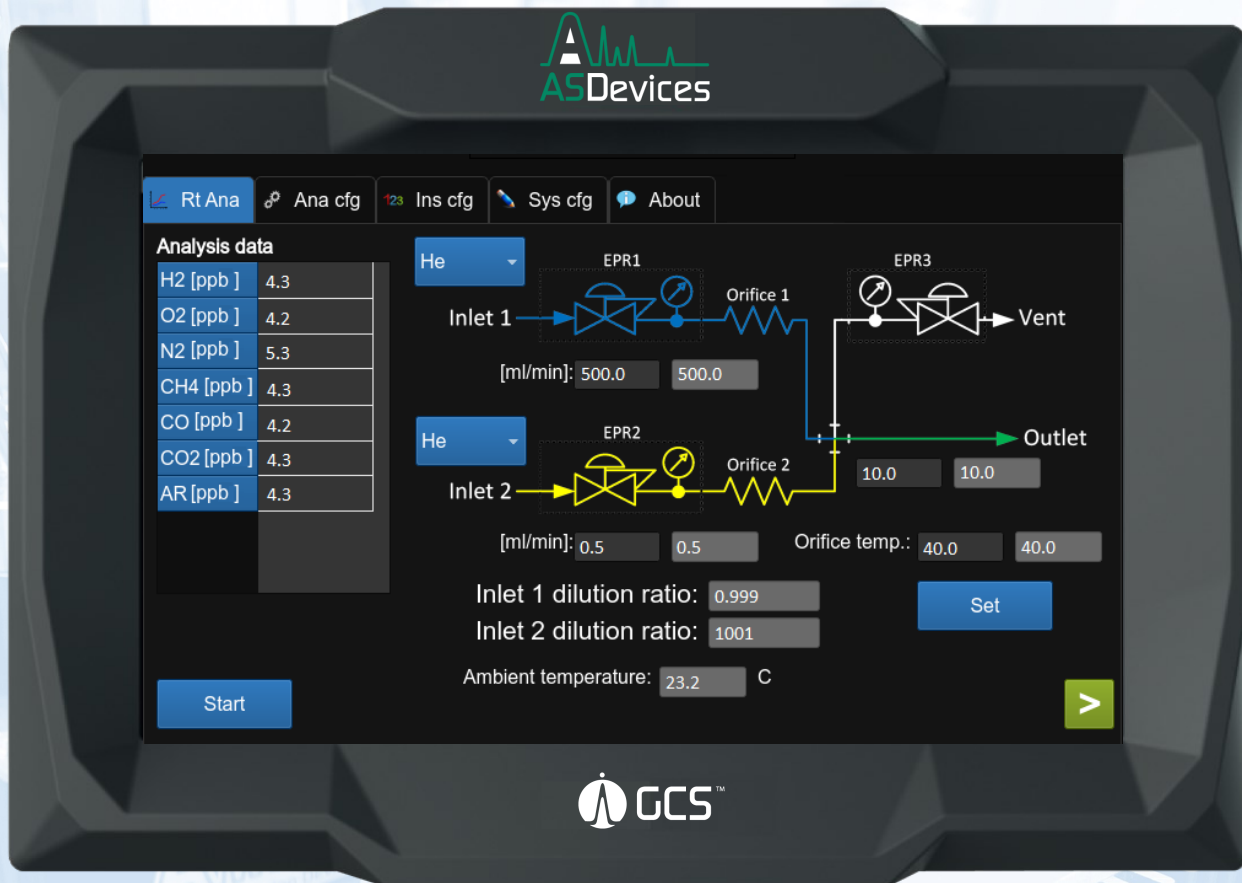 ASDevices
Rt Ana
Ana cfg
123 Ins cfg
Sys cfg
About
Analysis data
H2 [ppb ] 4.3
O2 [ppb ] 4.2
N2 [ppb ] 5.3
CH4 [ppb ] 4.3
CO [ppb ] 4.2
CO2 [ppb ] 4.3
AR [ppb ] 4.3
Start
He
EPR1
Inlet 1
Orifice 1
[ml/min]: 500.0 500.0
EPR3
Vent
He
EPR2
Inlet 2
Orifice 2
Outlet
10.0 10.0
[ml/min]: 0.5 0.5
Orifice temp.: 40.0 40.0
Inlet 1 dilution ratio: 0.999
Inlet 2 dilution ratio: 1001
Set
Ambient temperature: 23.2 C
>
GCS™